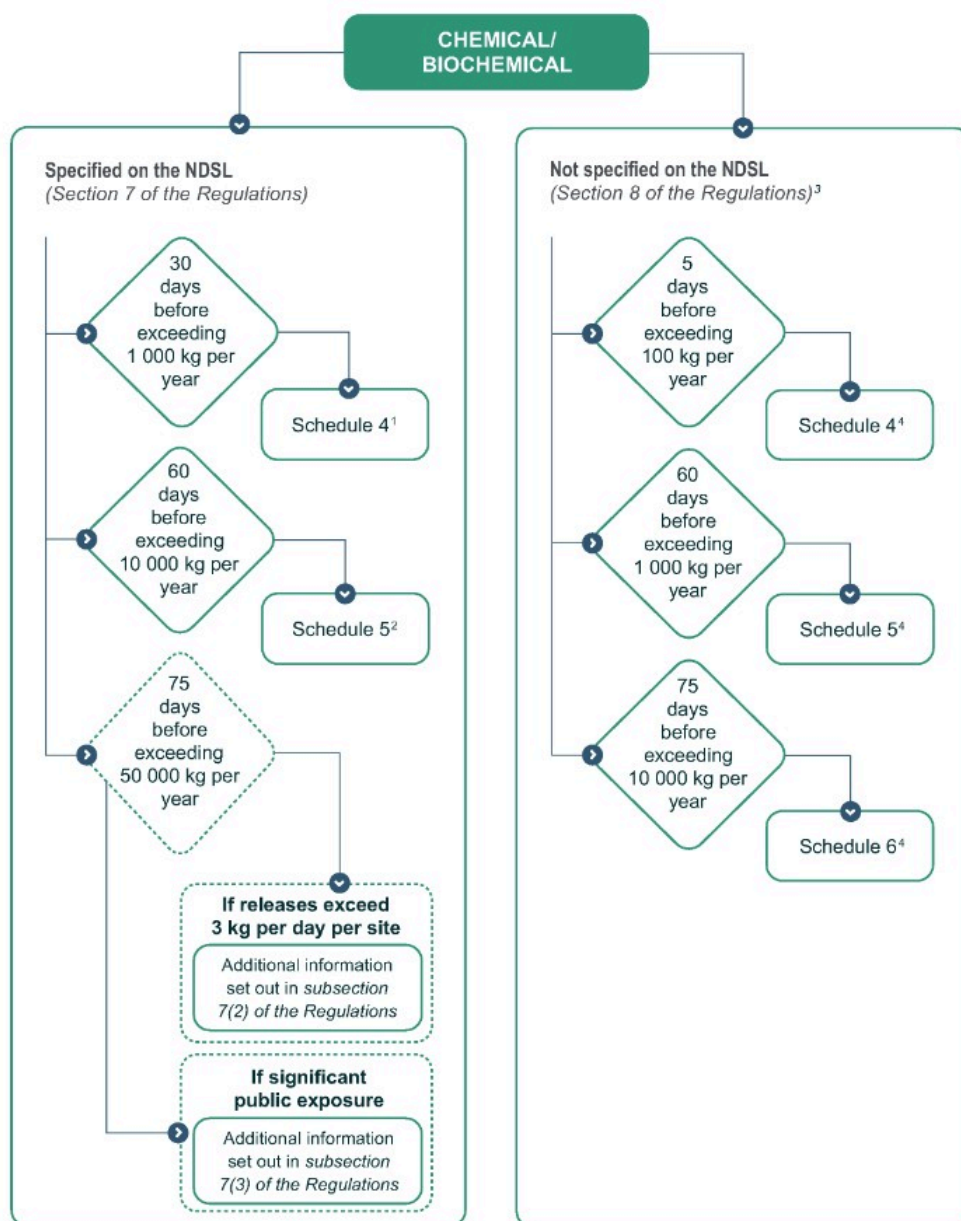 CHEMICAL/
BIOCHEMICAL
Specified on the NDSL
(Section 7 of the Regulations)
30
days
before
exceeding
1 000 kg per
year
Schedule 4¹
60
days
before
exceeding
10 000 kg per
year
Schedule 5²
75
days
before
exceeding
50 000 kg per
year
If releases exceed
3 kg per day per site
Additional information
set out in subsection
7(2) of the Regulations
If significant
public exposure
Additional information
set out in subsection
7(3) of the Regulations
Not specified on the NDSL
(Section 8 of the Regulations)³
5
days
before
exceeding
100 kg per
year
Schedule 4⁴
60
days
before
exceeding
1 000 kg per
year
Schedule 5⁴
75
days
before
exceeding
10 000 kg per
year
Schedule 6⁴